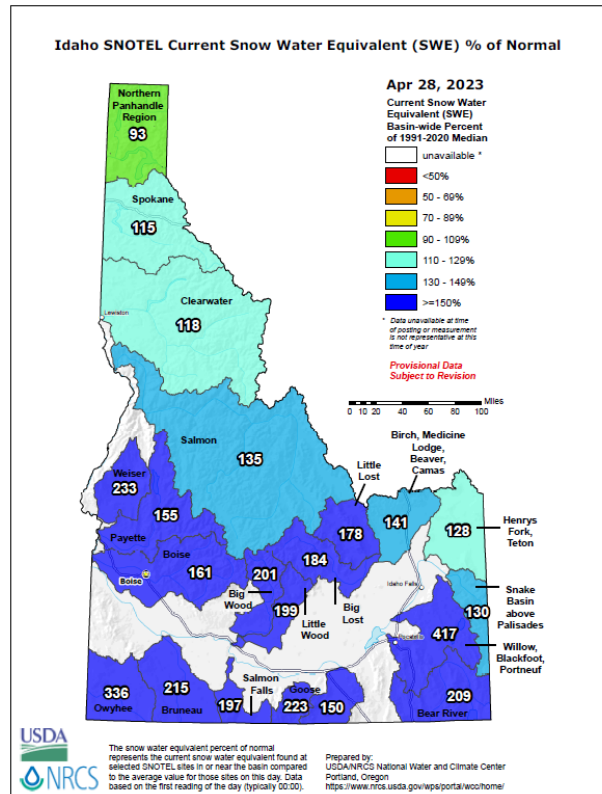 Idaho SNOTEL Current Snow Water Equivalent (SWE) % of Normal
Apr 28, 2023
Current Snow Water
Equivalent (SWE)
Basin-wide Percent
of 1991-2020 Median
unavailable *
<50%
50 - 69%
70 - 89%
90 - 109%
110 - 129%
130 - 149%
>=150%
* Data unavailable at time
of posting or measurement
is not representative at this
time of year
Provisional Data
Subject to Revision
Miles
0 10 20 40 60 80 100
Northern
Panhandle
Region
93
Spokane
115
Clearwater
118
Lewiston
Salmon
135
Birch, Medicine
Lodge,
Beaver,
Camas
Little
Lost
Weiser
233
155
178
141
128
Henrys
Fork,
Teton
Payette
Boise
161
Boise
201
184
Big
Wood
199
Little
Wood
Big
Lost
Idaho Falls
130
Snake
Basin
above
Palisades
Pocatello
417
Willow,
Blackfoot,
Portneuf
336
Owyhee
215
Bruneau
Salmon
Falls
197
Goose
223
150
209
Bear River
USDA
NRCS
The snow water equivalent percent of normal
represents the current snow water equivalent found at
selected SNOTEL sites in or near the basin compared
to the average value for those sites on this day. Data
based on the first reading of the day (typically 00:00).
Prepared by:
USDA/NRCS National Water and Climate Center
Portland, Oregon
https://www.nrcs.usda.gov/wps/portal/wcc/home/